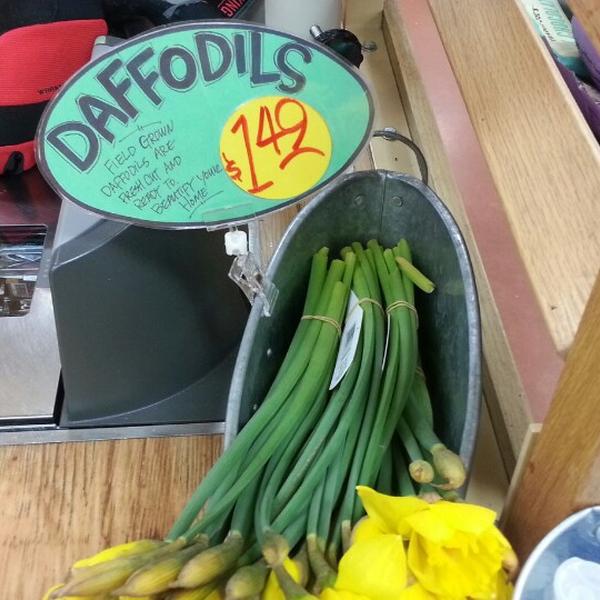 DAFFODILS
FIELD GROWN
DAFFODILS ARE
FRESH CUT AND
READY TO
BEAUTIFY YOUR
HOME
$1.49